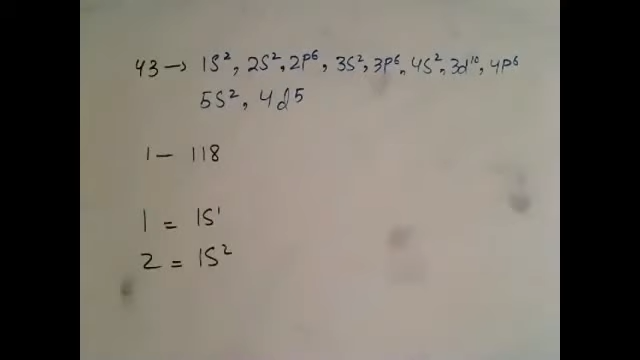 43 → 1S², 2S², 2P⁶, 3S², 3P⁶, 4S², 3d¹⁰, 4P⁶
5S², 4d5
1 – 118
1 = 1S¹
2 = 1S²